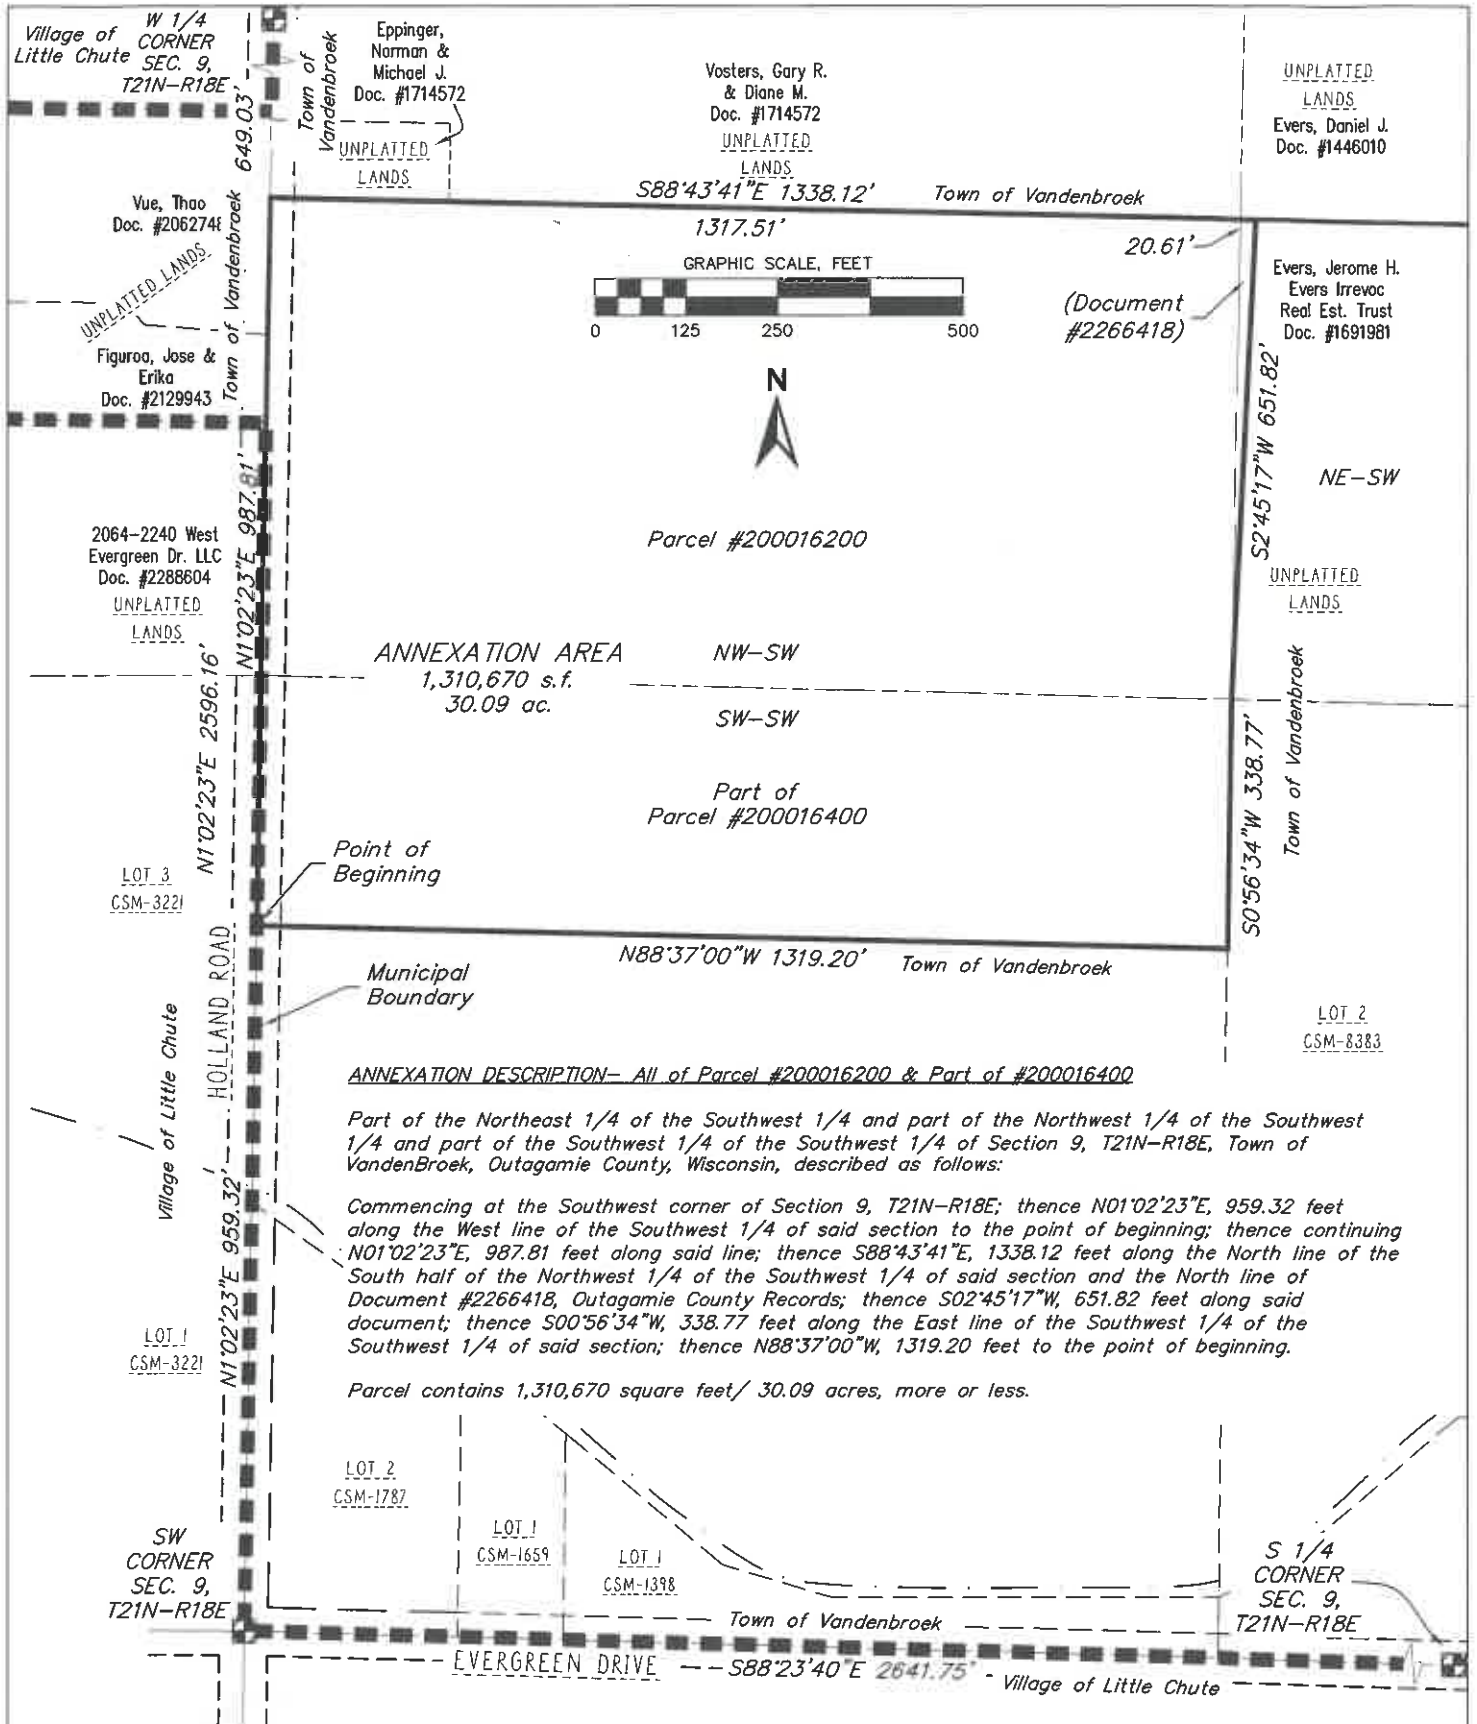 Village of
Little Chute
W 1/4
CORNER
SEC. 9,
T21N-R18E
649.03'
Town of
Vandenbroek
Eppinger,
Norman &
Michael J.
Doc. #1714572
UNPLATTED
LANDS
Vosters, Gary R.
& Diane M.
Doc. #1714572
UNPLATTED
LANDS
UNPLATTED
LANDS
Evers, Daniel J.
Doc. #1446010
S88°43'41"E 1338.12'
Town of Vandenbroek
1317.51'
20.61'
Vue, Thao
Doc. #2062748
UNPLATTED LANDS
Town of Vandenbroek
Figuroa, Jose &
Erika
Doc. #2129943
GRAPHIC SCALE, FEET
0 125 250 500
(Document
#2266418)
Evers, Jerome H.
Evers Irrevoc
Real Est. Trust
Doc. #1691981
N
S2°45'17"W 651.82'
NE-SW
UNPLATTED
LANDS
2064-2240 West
Evergreen Dr. LLC
Doc. #2288604
UNPLATTED
LANDS
N1°02'23"E 987.81'
Parcel #200016200
ANNEXATION AREA
1,310,670 s.f.
30.09 ac.
NW-SW
SW-SW
N1°02'23"E 2596.16'
Part of
Parcel #200016400
Town of Vandenbroek
S0°56'34"W 338.77'
Point of
Beginning
LOT 3
CSM-3221
N88°37'00"W 1319.20'
Town of Vandenbroek
HOLLAND ROAD
Municipal
Boundary
Village of Little Chute
LOT 2
CSM-8383
ANNEXATION DESCRIPTION- All of Parcel #200016200 & Part of #200016400
Part of the Northeast 1/4 of the Southwest 1/4 and part of the Northwest 1/4 of the Southwest
1/4 and part of the Southwest 1/4 of the Southwest 1/4 of Section 9, T21N-R18E, Town of
VandenBroek, Outagamie County, Wisconsin, described as follows:
Commencing at the Southwest corner of Section 9, T21N-R18E; thence N01°02'23"E, 959.32 feet
along the West line of the Southwest 1/4 of said section to the point of beginning; thence continuing
N01°02'23"E, 987.81 feet along said line; thence S88°43'41"E, 1338.12 feet along the North line of the
South half of the Northwest 1/4 of the Southwest 1/4 of said section and the North line of
Document #2266418, Outagamie County Records; thence S02°45'17"W, 651.82 feet along said
document; thence S00°56'34"W, 338.77 feet along the East line of the Southwest 1/4 of the
Southwest 1/4 of said section; thence N88°37'00"W, 1319.20 feet to the point of beginning.
Parcel contains 1,310,670 square feet/ 30.09 acres, more or less.
N1°02'23"E 959.32'
LOT 1
CSM-3221
LOT 2
CSM-1787
LOT 1
CSM-1659
LOT 1
CSM-1398
SW
CORNER
SEC. 9,
T21N-R18E
S 1/4
CORNER
SEC. 9,
T21N-R18E
Town of Vandenbroek
EVERGREEN DRIVE
S88°23'40"E 2641.75'
Village of Little Chute